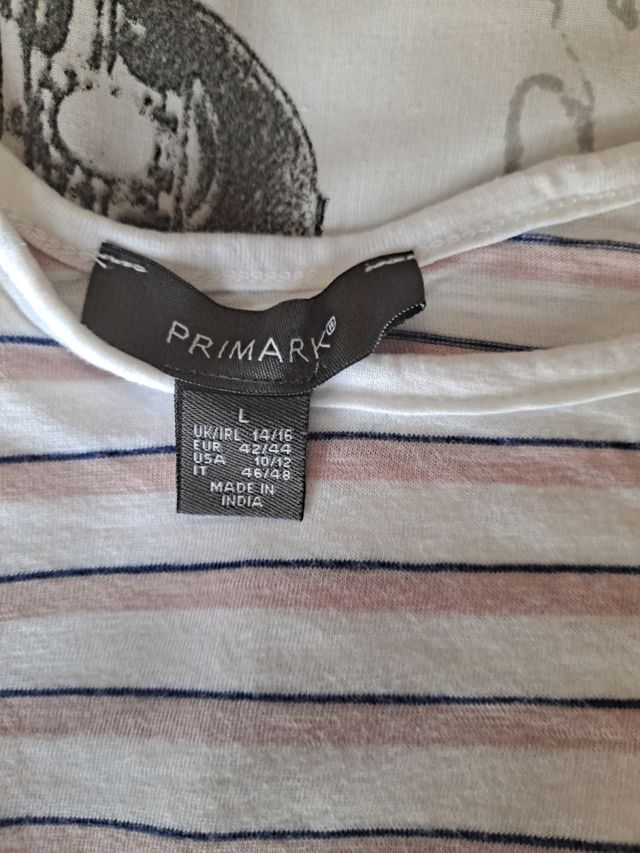 PRIMARK®
L
UK/IRL 14/16
EUR 42/44
USA 10/12
IT 46/48
MADE IN
INDIA